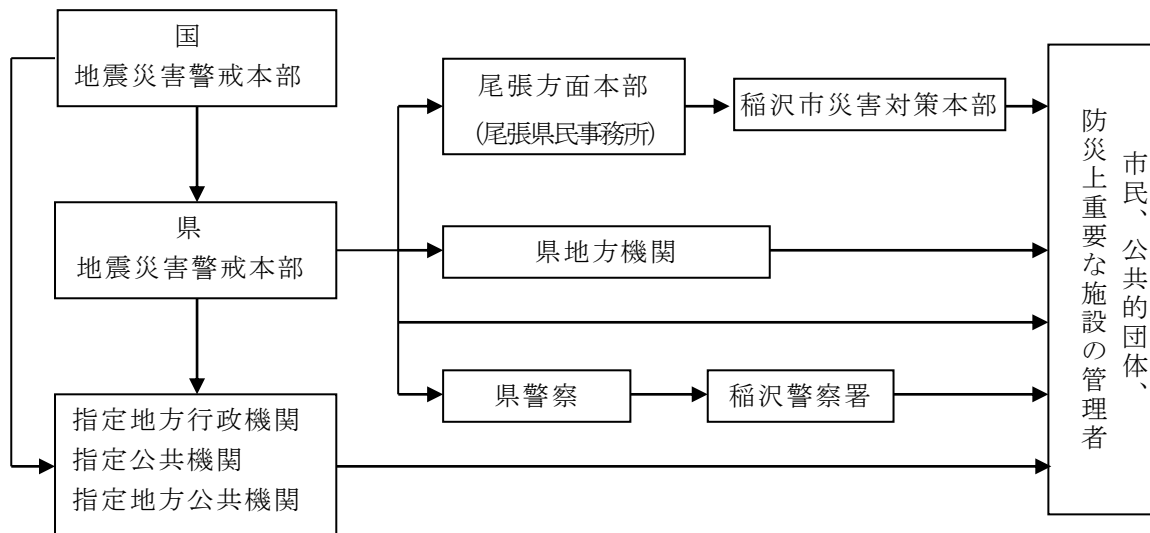 国
地震災害警戒本部
尾張方面本部
(尾張県民事務所)
稲沢市災害対策本部
県
地震災害警戒本部
県地方機関
県警察
稲沢警察署
指定地方行政機関
指定公共機関
指定地方公共機関
市民、公共的団体、
防災上重要な施設の管理者